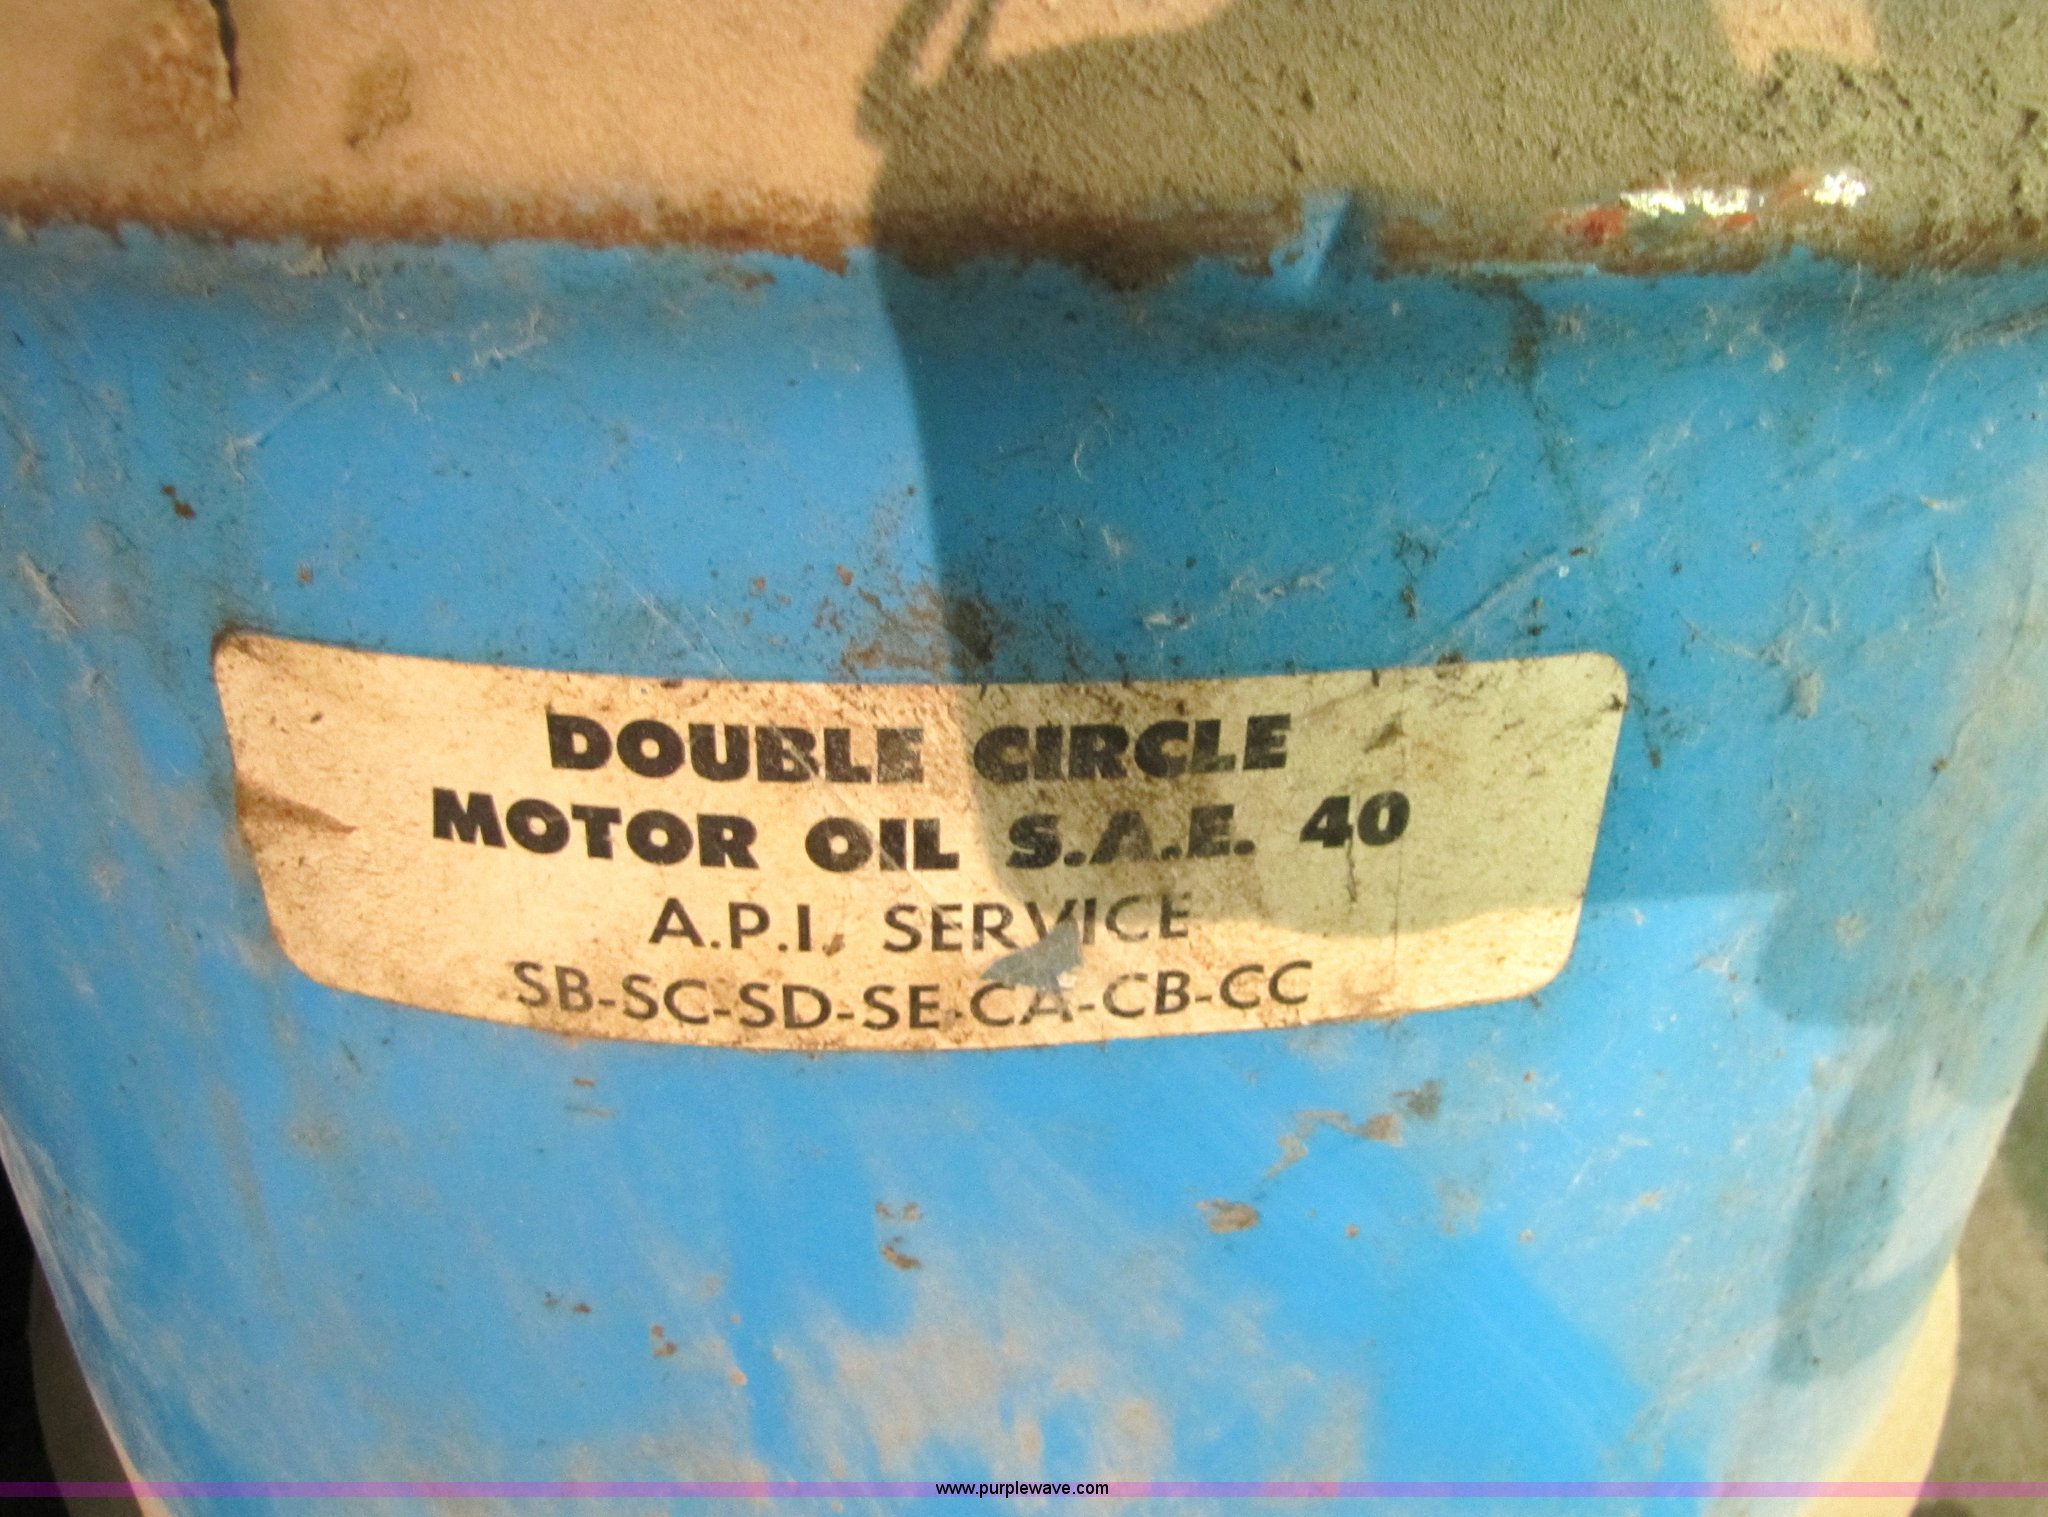 DOUBLE CIRCLE
MOTOR OIL S.A.E. 40
A.P.I. SERVICE
SB-SC-SD-SE-CA-CB-CC
www.purplewave.com